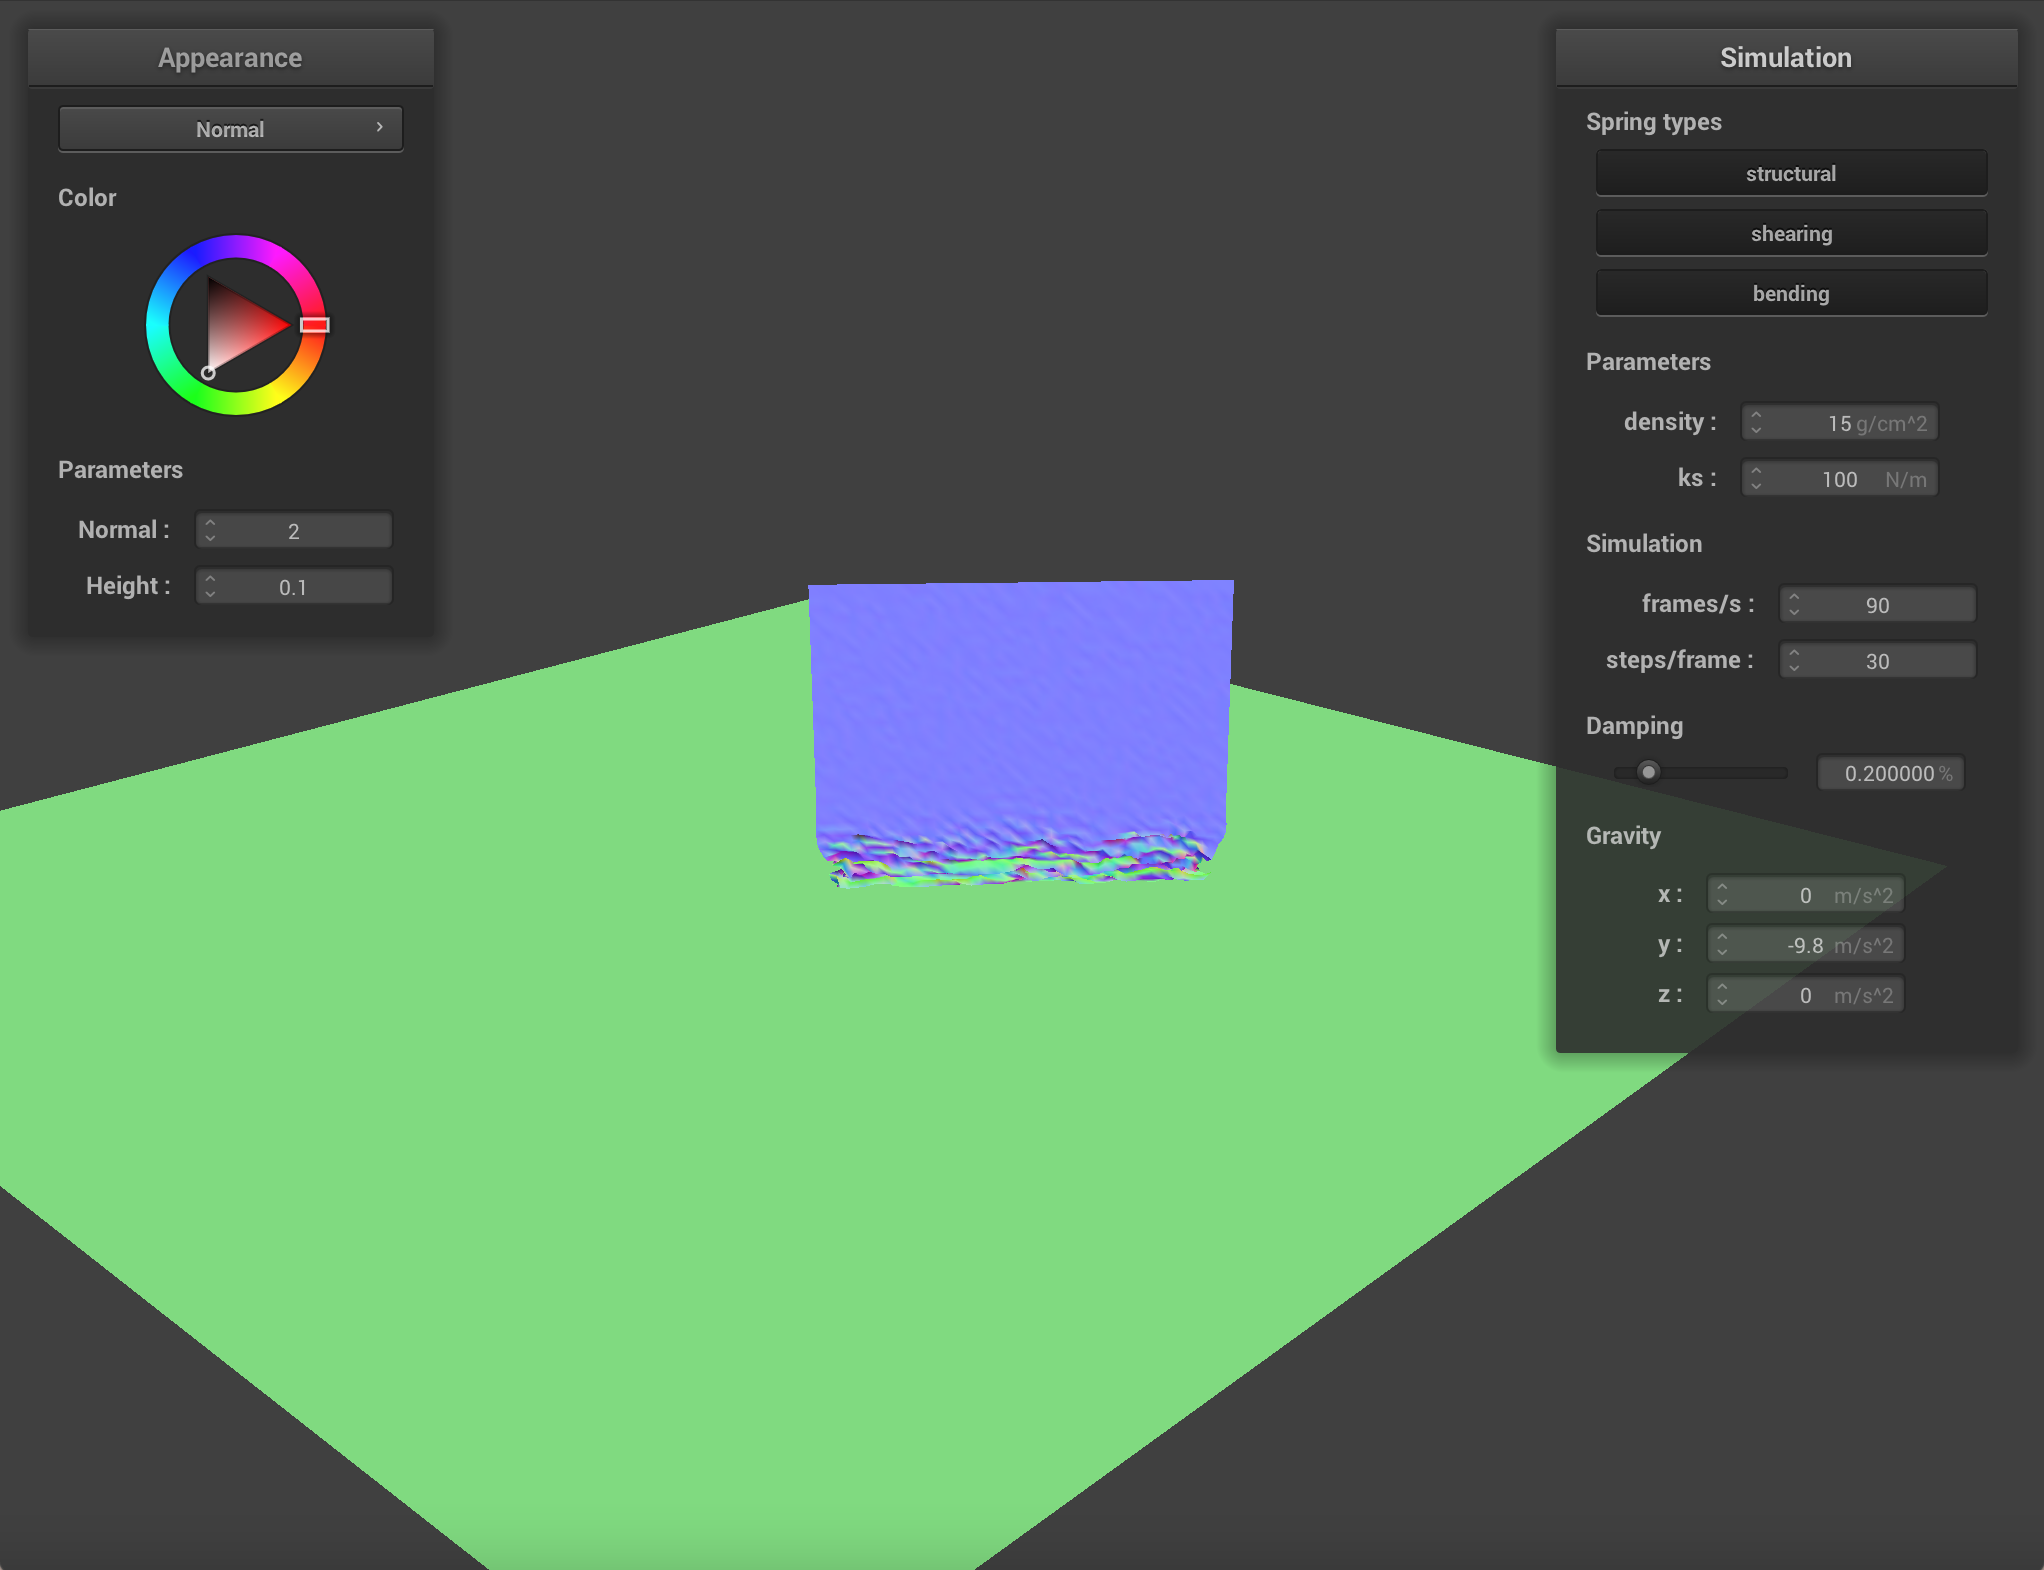 Appearance
Normal
Color
Parameters
Normal : 2
Height : 0.1
Simulation
Spring types
structural
shearing
bending
Parameters
density : 15 g/cm^2
ks : 100 N/m
Simulation
frames/s : 90
steps/frame : 30
Damping
0.200000 %
Gravity
x : 0 m/s^2
y : -9.8 m/s^2
z : 0 m/s^2